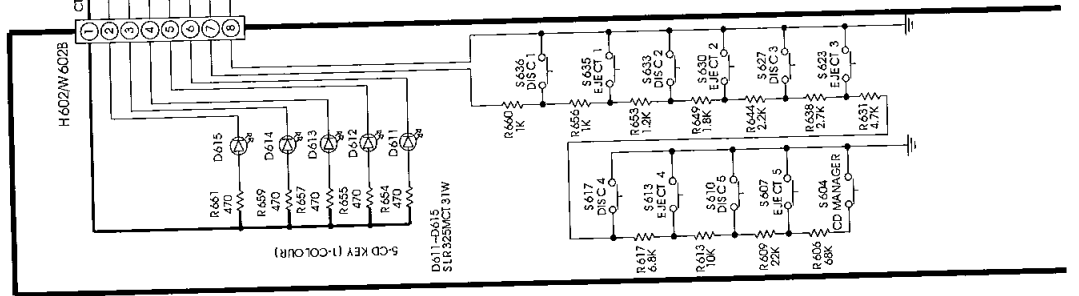 CU
H602/W602B
1 2 3 4 5 6 7 8
S636
DISC 1
S635
EJECT 1
S633
DISC 2
S630
EJECT 2
S627
DISC 3
S623
EJECT 3
R660
1K
R656
1K
R653
1.2K
R649
1.8K
R644
2.2K
R638
2.7K
R631
4.7K
D615
D614
D613
D612
D611
R661
470
R659
470
R657
470
R655
470
R654
470
S617
DISC 4
S613
EJECT 4
S610
DISC 5
S607
EJECT 5
S604
CD MANAGER
R617
6.8K
R613
10K
R609
22K
R606
68K
D611-D615
SLR325MCT31W
5-CD KEY (1-COLOUR)